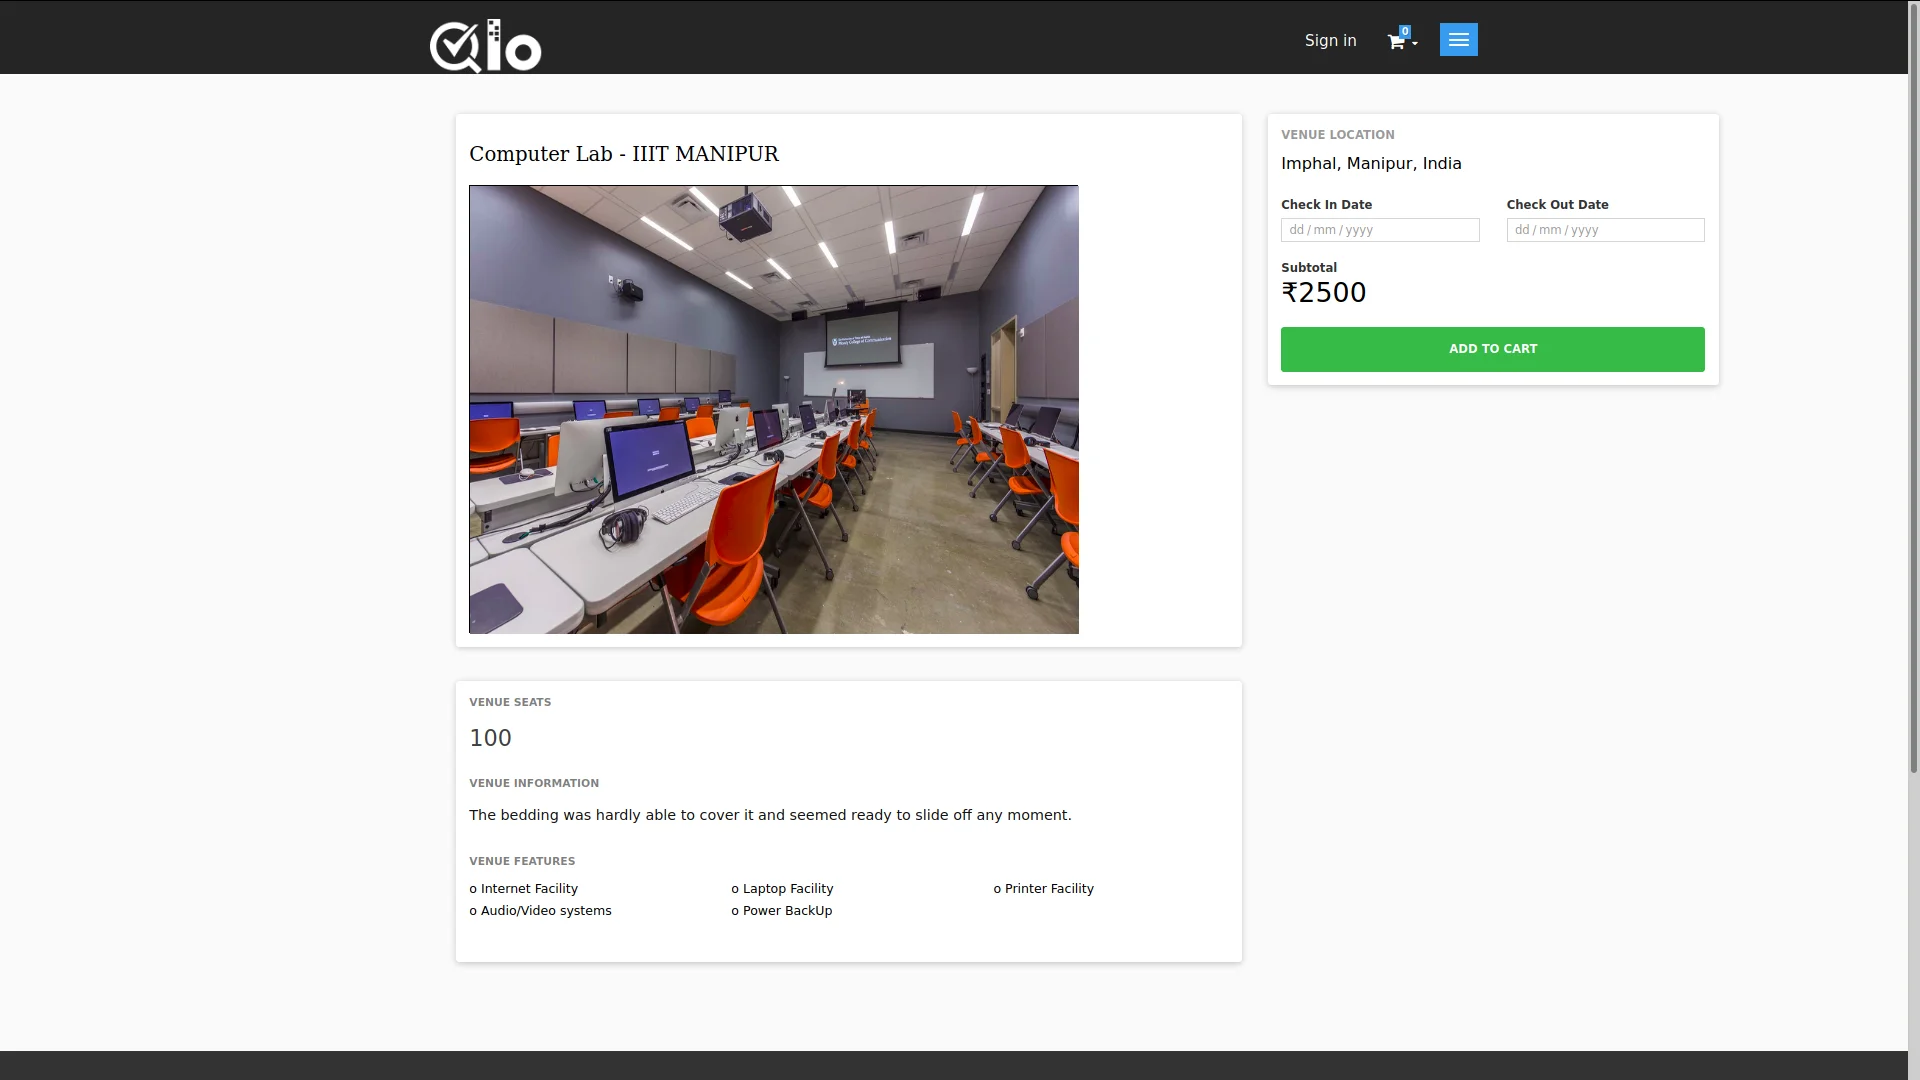 Qlo
Sign in
0
Computer Lab - IIIT MANIPUR
VENUE LOCATION
Imphal, Manipur, India
Check In Date
Check Out Date
dd / mm / yyyy
dd / mm / yyyy
Subtotal
₹2500
ADD TO CART
VENUE SEATS
100
VENUE INFORMATION
The bedding was hardly able to cover it and seemed ready to slide off any moment.
VENUE FEATURES
o Internet Facility
o Laptop Facility
o Printer Facility
o Audio/Video systems
o Power BackUp